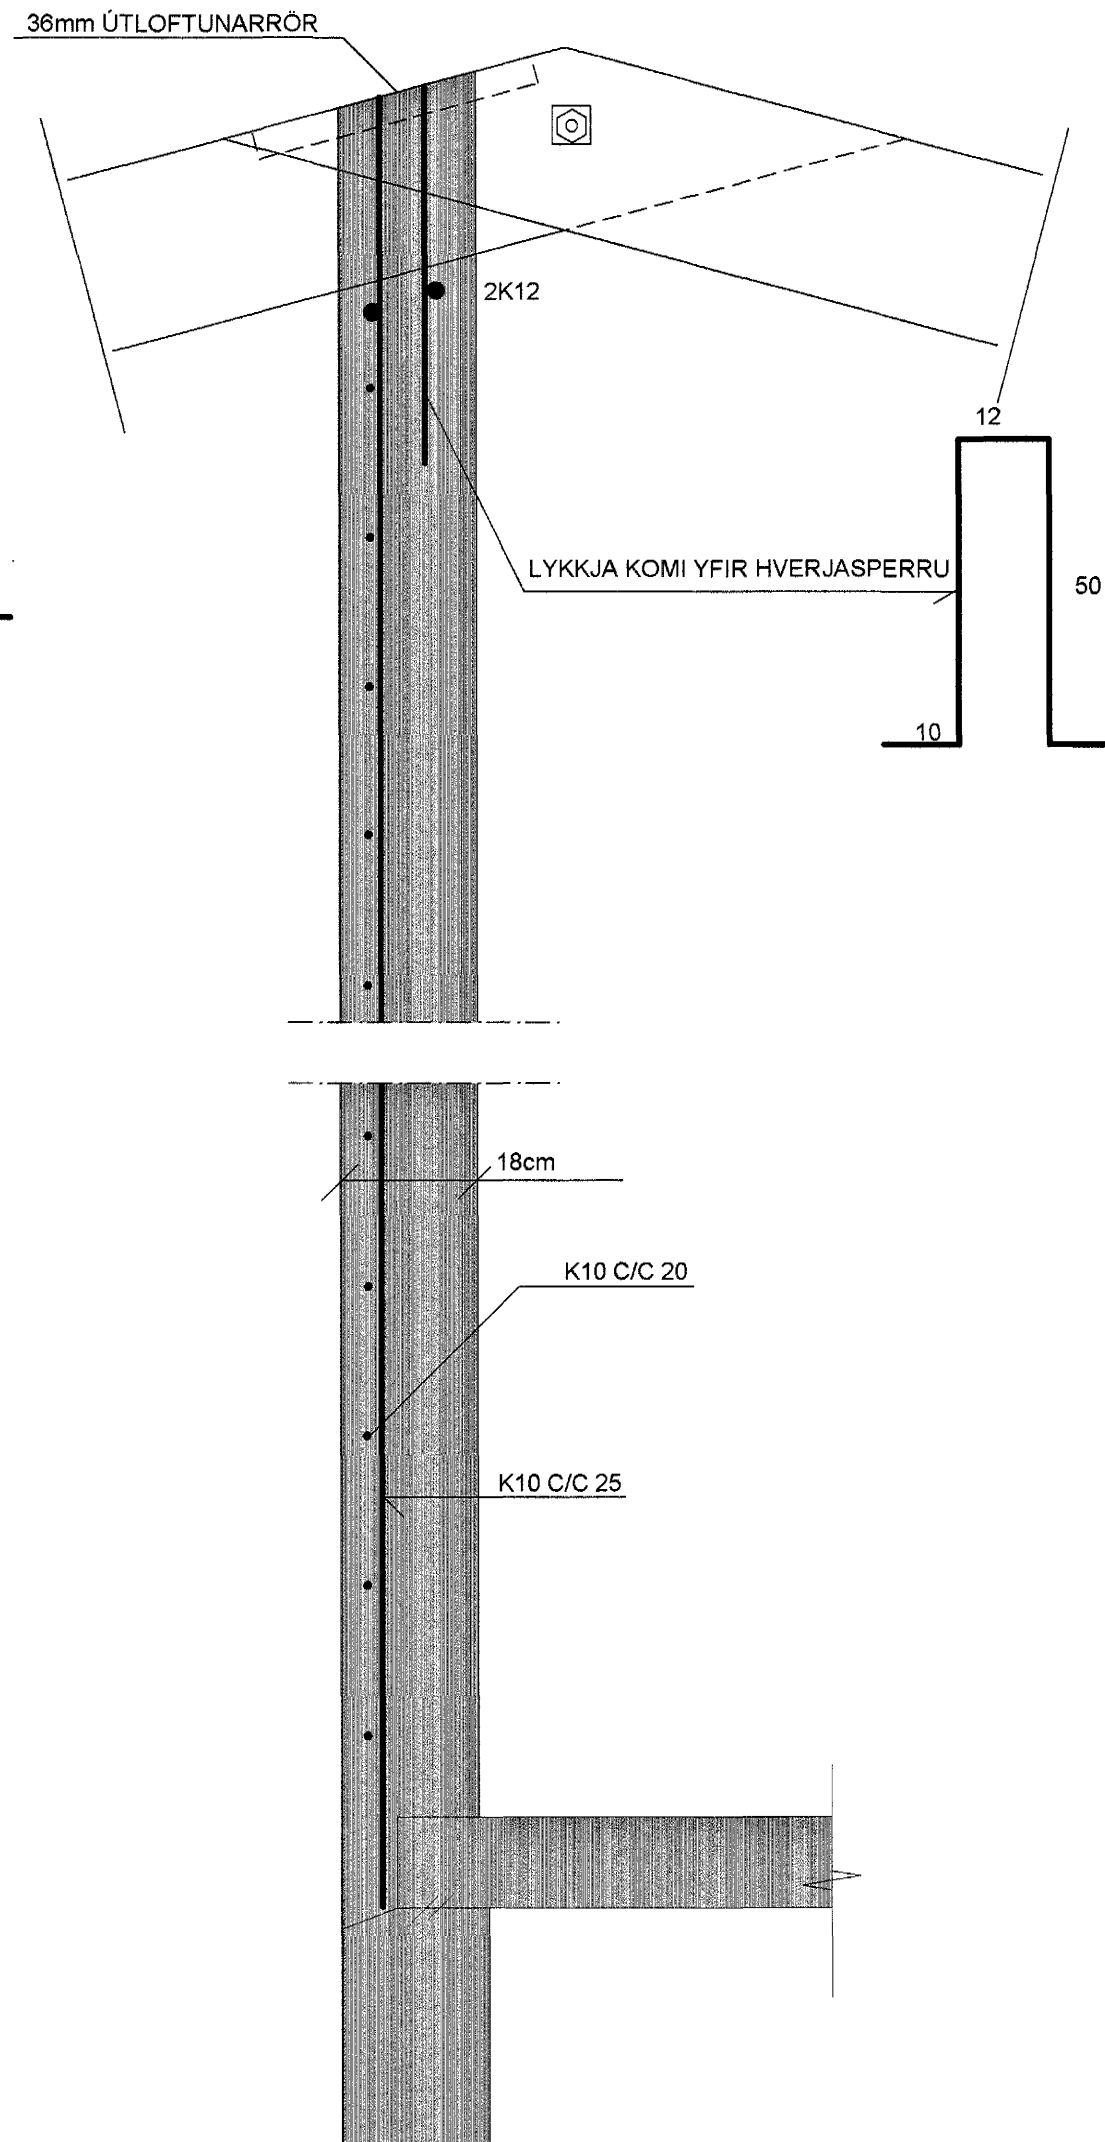 36mm ÚTLOFTUNARRÖR
2K12
12
LYKKJA KOMI YFIR HVERJASPERRU
50
10
18cm
K10 C/C 20
K10 C/C 25